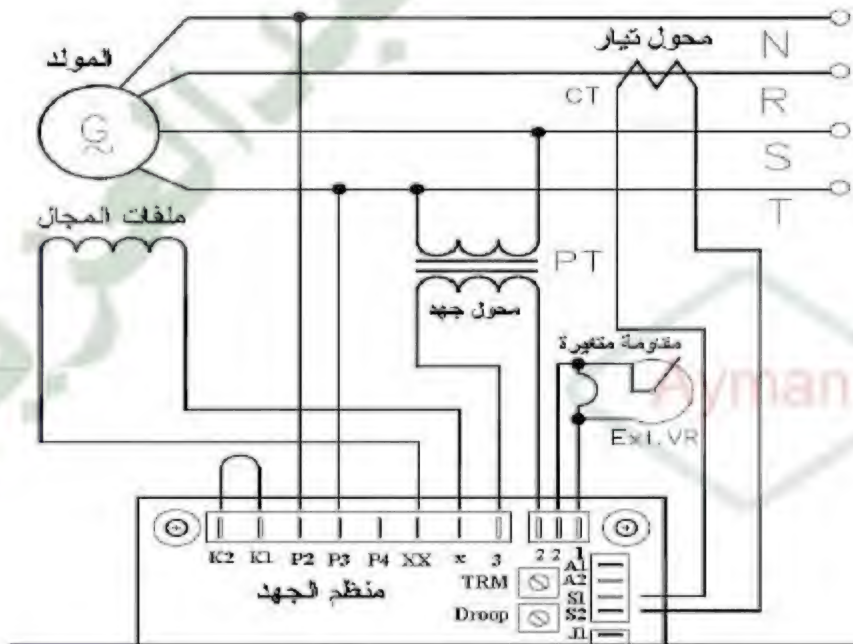 المولد
محول تيار
N
CT
R
G
S
T
ملفات المجال
PT
محول جهد
مقاومة متغيرة
Ayman
Ext. VR
K2 K1 P2 P3 P4 XX x 3 2 2 1
A1
TRM A2
منظم الجهد
S1
Droop S2
J1